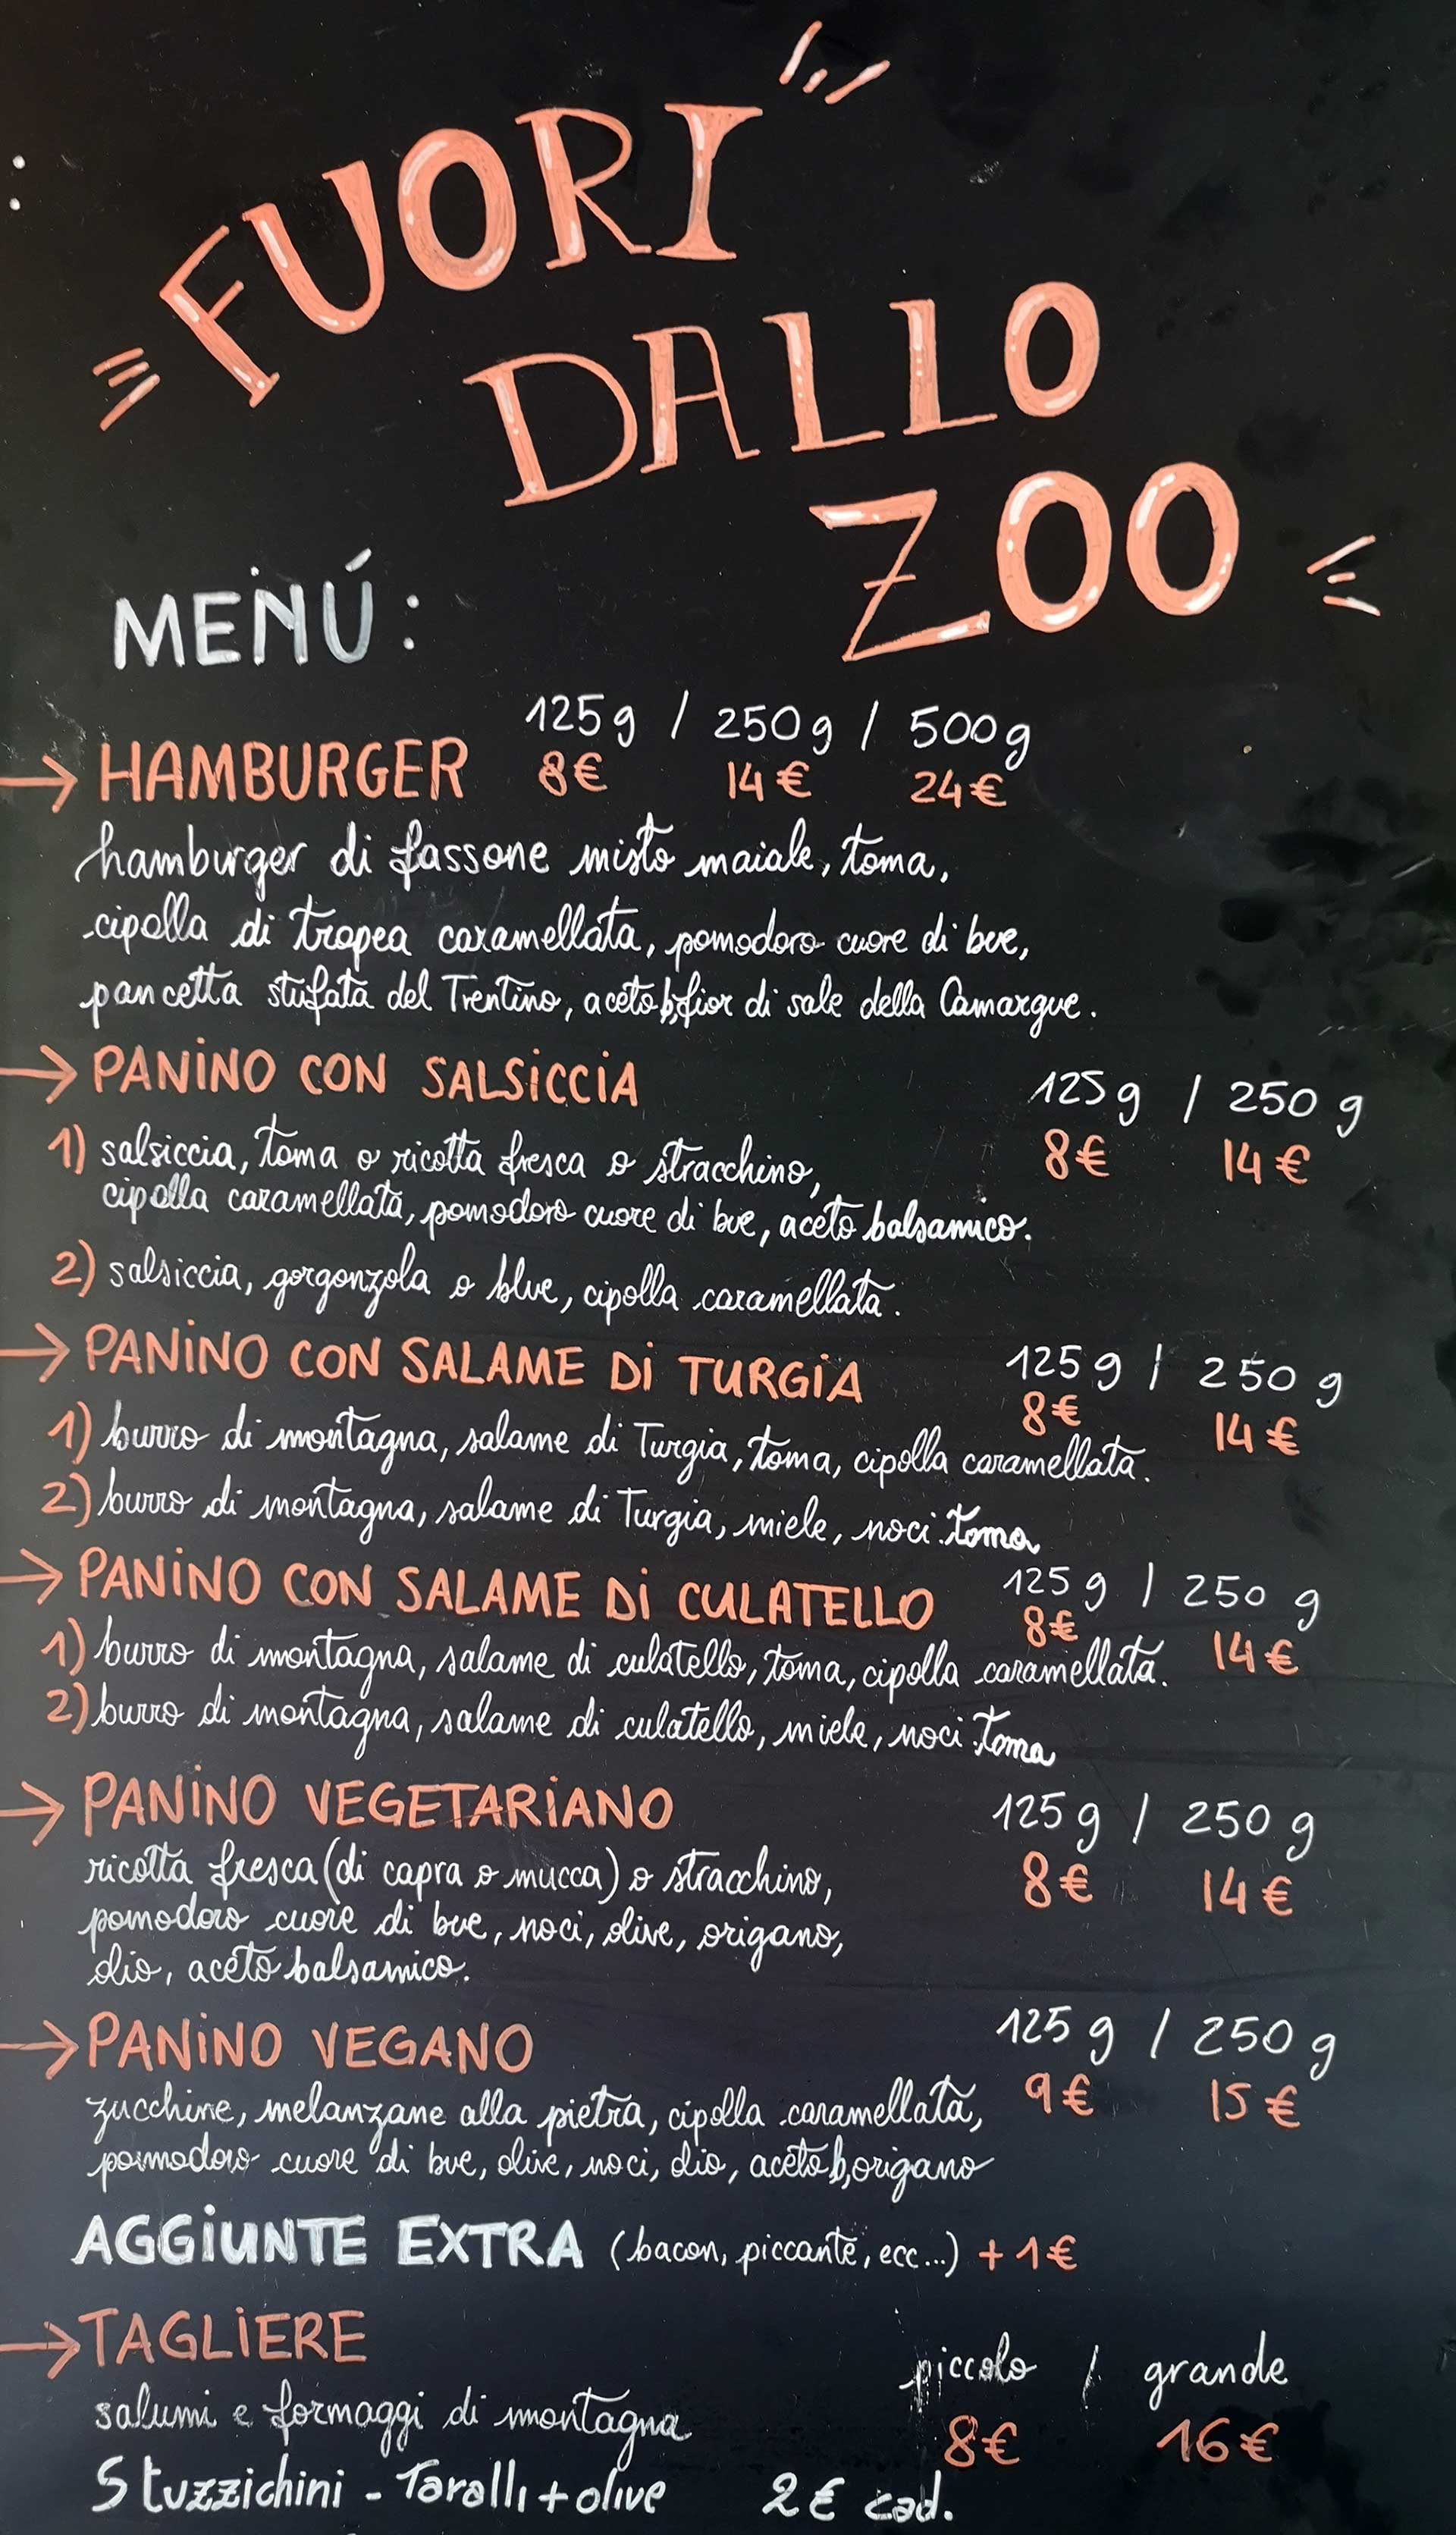 FUORI
DALLO
ZOO
MENÚ:
125g / 250g / 500g
→ HAMBURGER 8€ 14€ 24€
hamburger di fassone misto maiale, toma,
cipolla di tropea caramellata, pomodoro cuore di bue,
pancetta stufata del Trentino, aceto b, fior di sale della Camargue.
→ PANINO CON SALSICCIA 125g / 250 g
8€ 14€
1) salsiccia, toma o ricotta fresca o stracchino,
cipolla caramellata, pomodoro cuore di bue, aceto balsamico.
2) salsiccia, gorgonzola o blue, cipolla caramellata.
→ PANINO CON SALAME DI TURGIA 125g / 250 g
8€ 14€
1) burro di montagna, salame di Turgia, toma, cipolla caramellata.
2) burro di montagna, salame di Turgia, miele, noci. toma
→ PANINO CON SALAME DI CULATELLO 125g / 250 g
8€ 14€
1) burro di montagna, salame di culatello, toma, cipolla caramellata.
2) burro di montagna, salame di culatello, miele, noci. toma
→ PANINO VEGETARIANO 125g / 250 g
8€ 14€
ricotta fresca (di capra o mucca) o stracchino,
pomodoro cuore di bue, noci, olive, origano,
olio, aceto balsamico.
→ PANINO VEGANO 125 g / 250 g
9€ 15€
zucchine, melanzane alla pietra, cipolla caramellata,
pomodoro cuore di bue, olive, noci, olio, aceto b, origano
AGGIUNTE EXTRA (bacon, piccante, ecc...) + 1€
→ TAGLIERE piccolo / grande
salumi e formaggi di montagna 8€ 16€
Stuzzichini - Taralli + olive 2€ cad.